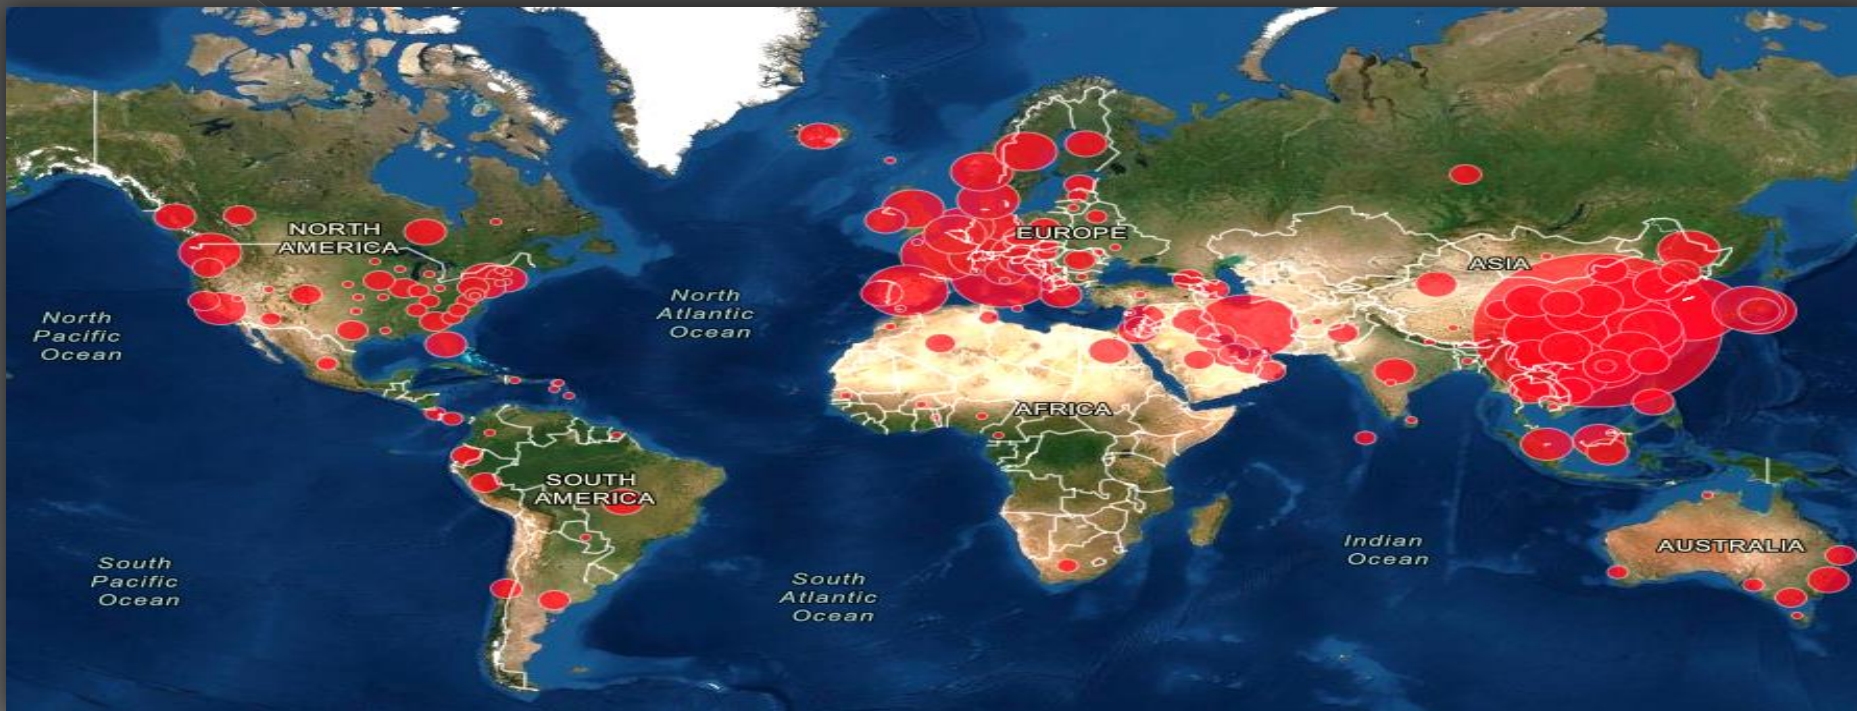 NORTH
AMERICA
EUROPE
ASIA
North
Atlantic
Ocean
North
Pacific
Ocean
AFRICA
SOUTH
AMERICA
Indian
Ocean
AUSTRALIA
South
Pacific
Ocean
South
Atlantic
Ocean